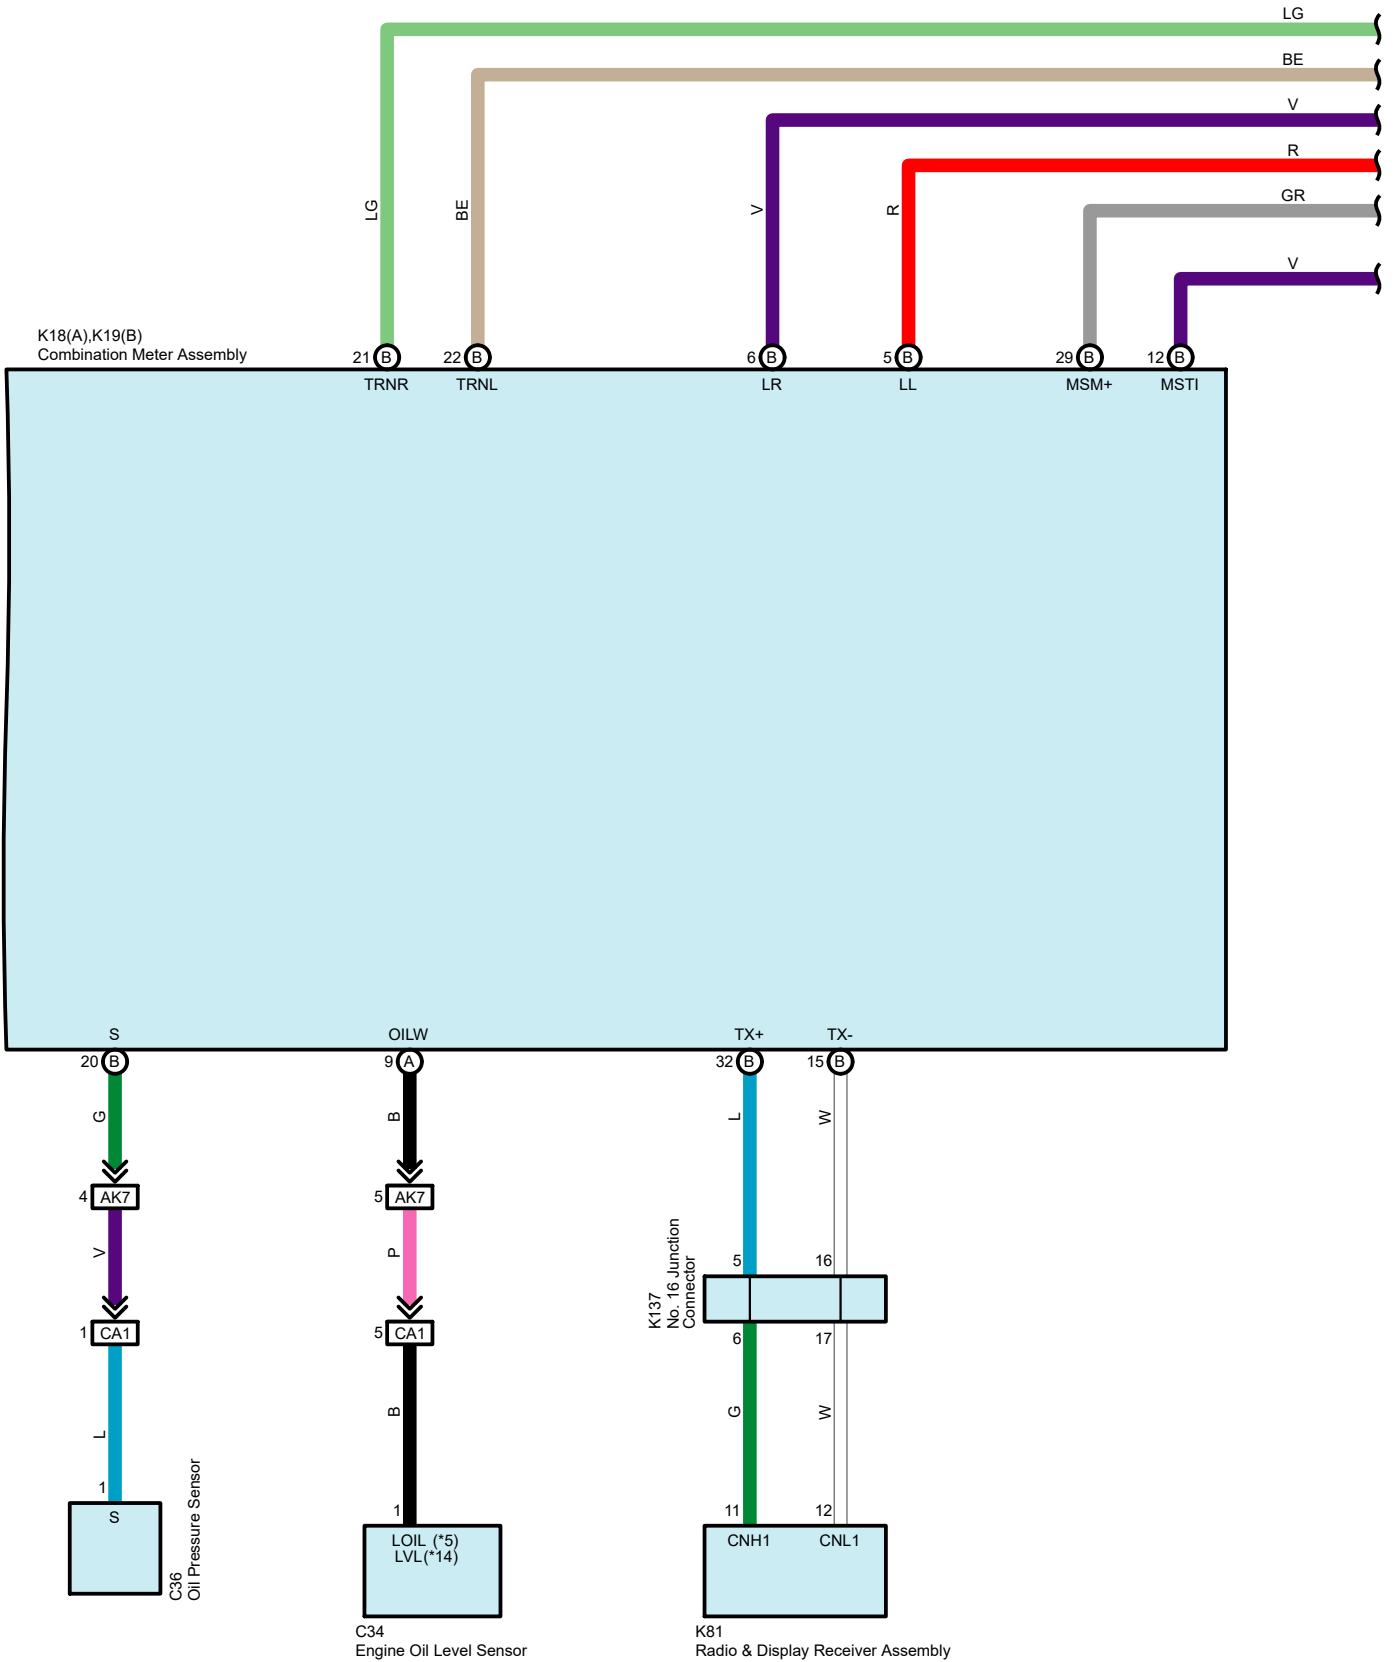 LG
BE
V
R
GR
V
LG
BE
V
R
K18(A),K19(B)
Combination Meter Assembly
21 B
22 B
6 B
5 B
29 B
12 B
TRNR
TRNL
LR
LL
MSM+
MSTI
S
OILW
TX+
TX-
20 B
9 A
32 B
15 B
G
B
L
W
4 AK7
5 AK7
V
P
K137
No. 16 Junction
Connector
5
16
1 CA1
5 CA1
6
17
L
B
G
W
1
1
11
12
S
LOIL (*5)
LVL(*14)
CNH1
CNL1
C36
Oil Pressure Sensor
C34
Engine Oil Level Sensor
K81
Radio & Display Receiver Assembly